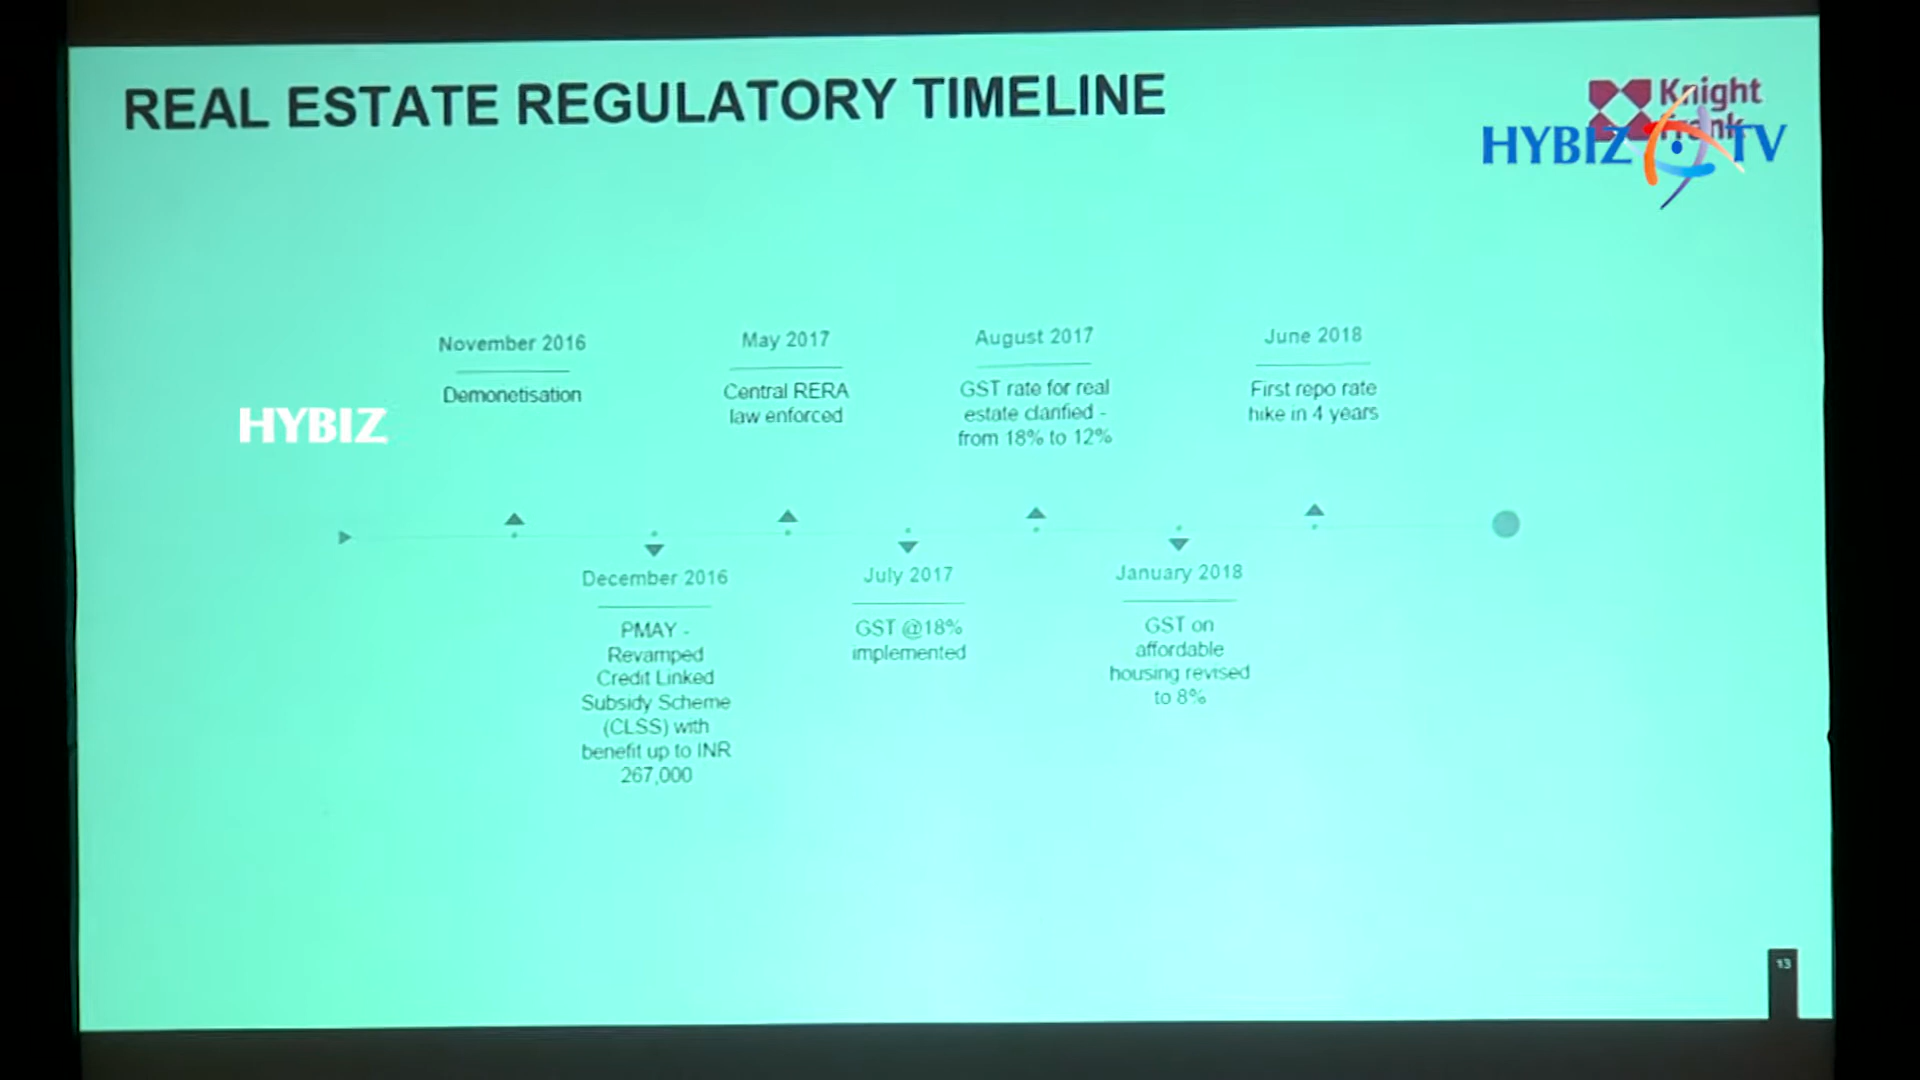 REAL ESTATE REGULATORY TIMELINE
Knight
Frank
HYBIZ TV
HYBIZ
November 2016
Demonetisation
December 2016
PMAY -
Revamped
Credit Linked
Subsidy Scheme
(CLSS) with
benefit up to INR
267,000
May 2017
Central RERA
law enforced
July 2017
GST @18%
implemented
August 2017
GST rate for real
estate clarified -
from 18% to 12%
January 2018
GST on
affordable
housing revised
to 8%
June 2018
First repo rate
hike in 4 years
13